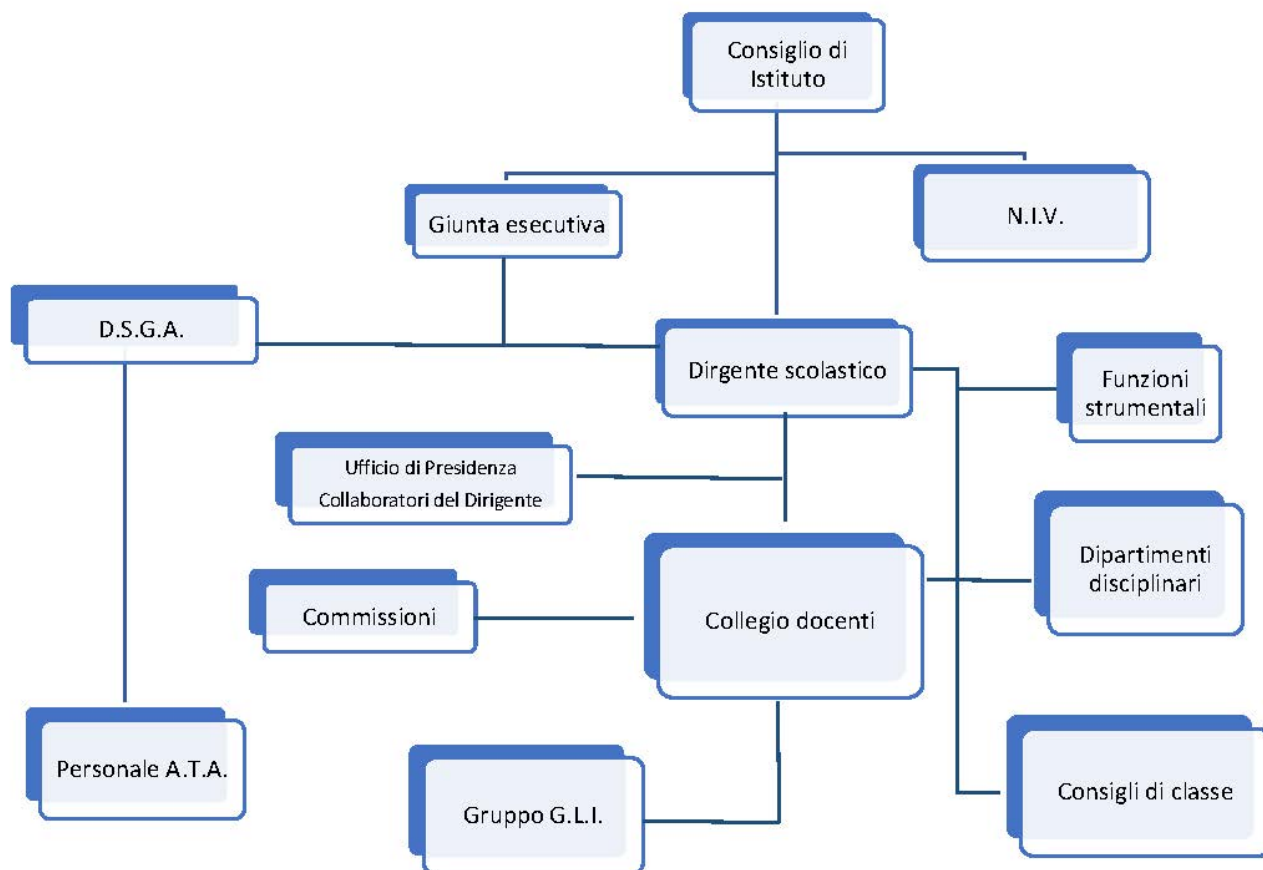 Consiglio di
Istituto
Giunta esecutiva
N.I.V.
D.S.G.A.
Dirgente scolastico
Funzioni
strumentali
Ufficio di Presidenza
Collaboratori del Dirigente
Dipartimenti
disciplinari
Commissioni
Collegio docenti
Personale A.T.A.
Gruppo G.L.I.
Consigli di classe